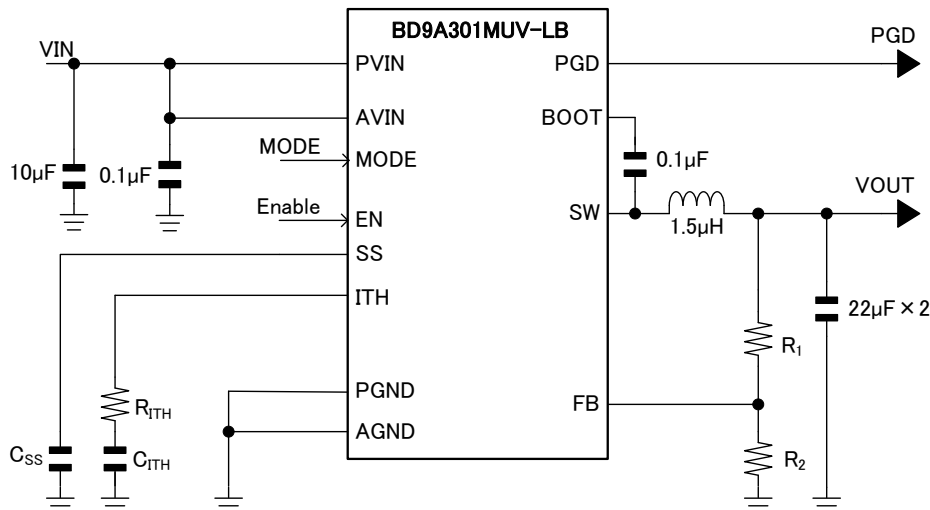 BD9A301MUV-LB
VIN
PVIN
PGD
PGD
AVIN
BOOT
10µF
0.1µF
MODE
MODE
0.1µF
Enable
EN
SW
1.5µH
VOUT
SS
ITH
22µF×2
R1
PGND
FB
RITH
AGND
CSS
CITH
R2